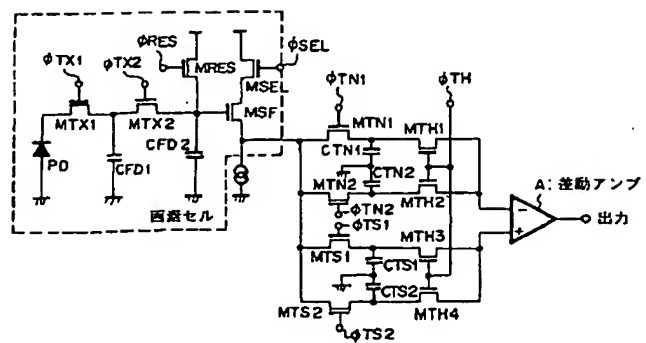 φRES
φSEL
φTX1
φTX2
MRES
MSEL
φTN1
φTH
MTX1
MTX2
MSF
MTN1
MTH1
CTN1
PD
CFD1
CFD2
MTN2
CTN2
MTH2
A:差動アンプ
画素セル
φTN2
φTS1
−
+
出力
MTH3
MTS1
CTS1
CTS2
MTS2
MTH4
φTS2